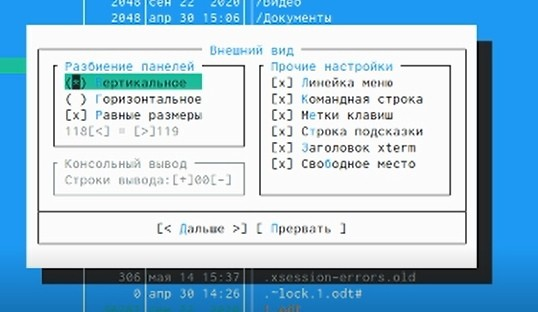 2048 сен 22 2020 /Видео
2048 апр 30 15:06 /Документы
Внешний вид
Разбиение панелей
(*) Вертикальное
( ) Горизонтальное
[x] Равные размеры
118[<] = [>]119
Консольный вывод
Строки вывода:[+]00[-]
Прочие настройки
[x] Линейка меню
[x] Командная строка
[x] Метки клавиш
[x] Строка подсказки
[x] Заголовок xterm
[x] Свободное место
[< Дальше >] [ Прервать ]
306 мая 14 15:37 .xsession-errors.old
0 апр 30 14:26 .~lock.1.odt#
1.odt